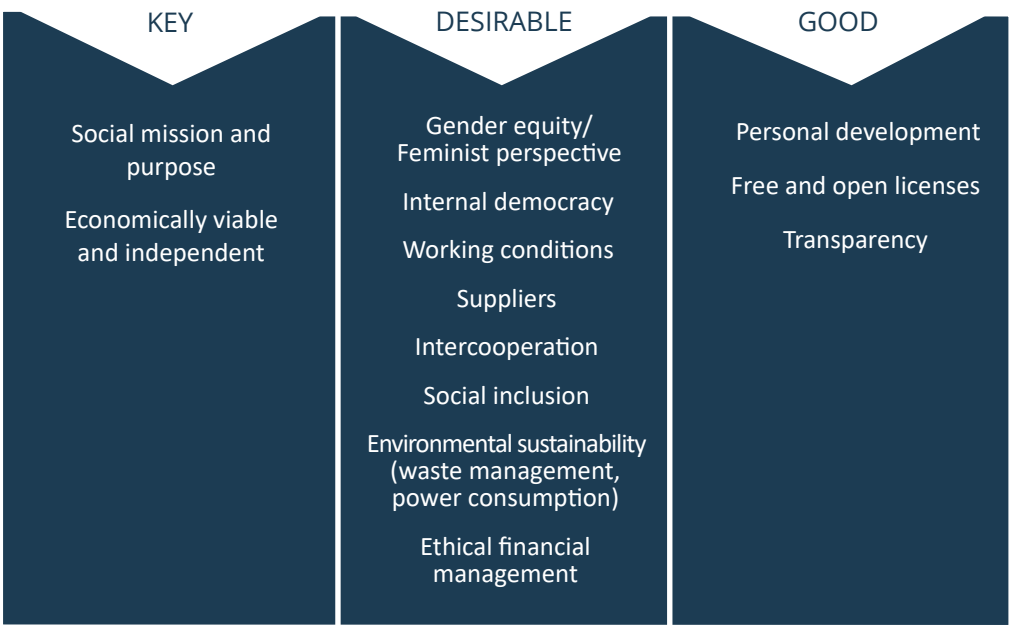 KEY
Social mission and
purpose
Economically viable
and independent
DESIRABLE
Gender equity/
Feminist perspective
Internal democracy
Working conditions
Suppliers
Intercooperation
Social inclusion
Environmental sustainability
(waste management,
power consumption)
Ethical financial
management
GOOD
Personal development
Free and open licenses
Transparency